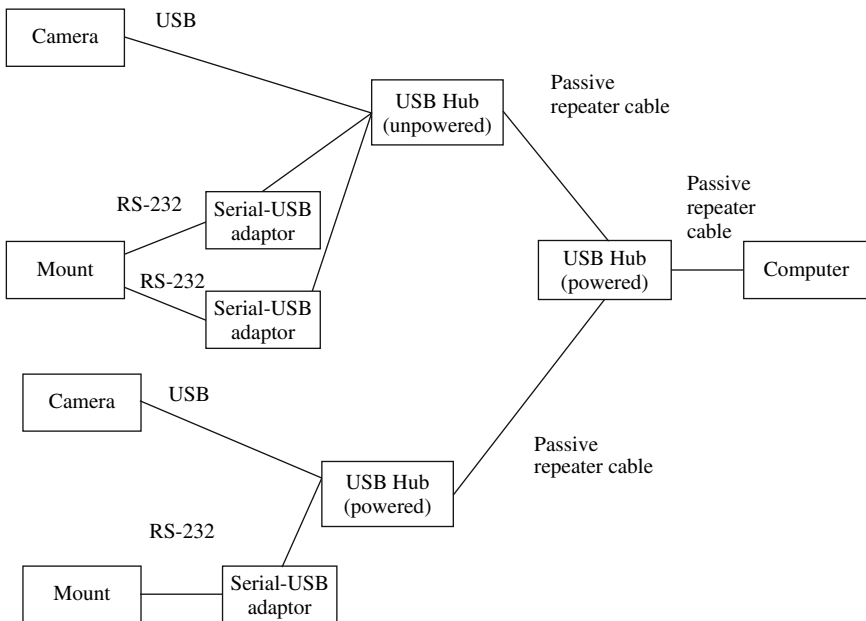 USB
Camera
USB Hub
(unpowered)
Passive
repeater cable
RS-232
Serial-USB
adaptor
Passive
repeater
cable
Mount
RS-232
Serial-USB
adaptor
USB Hub
(powered)
Computer
Camera
USB
Passive
repeater cable
USB Hub
(powered)
RS-232
Mount
Serial-USB
adaptor